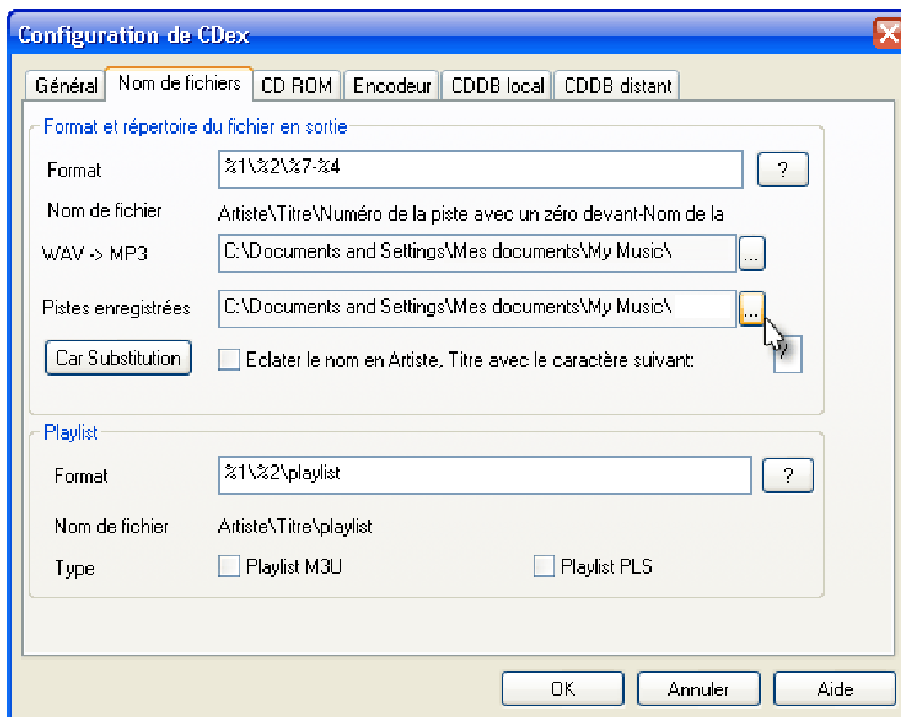 Configuration de CDex
Général Nom de fichiers CD ROM Encodeur CDDB local CDDB distant
Format et répertoire du fichier en sortie
Format %1\%2\%7-%4 ?
Nom de fichier Artiste\Titre\Numéro de la piste avec un zéro devant-Nom de la
WAV -> MP3 C:\Documents and Settings\Mes documents\My Music\ ...
Pistes enregistrées C:\Documents and Settings\Mes documents\My Music\ ...
Car Substitution Eclater le nom en Artiste, Titre avec le caractère suivant:
Playlist
Format %1\%2\playlist ?
Nom de fichier Artiste\Titre\playlist
Type Playlist M3U Playlist PLS
OK Annuler Aide